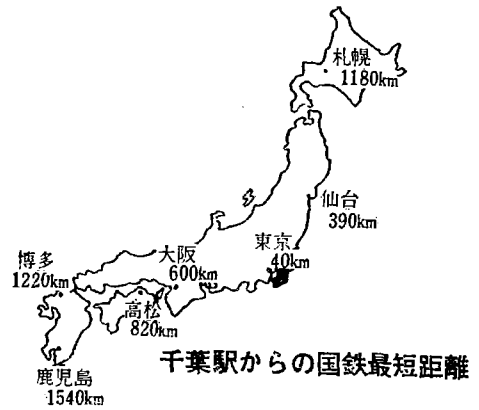 札幌
1180km
仙台
390km
東京
40km
大阪
600km
博多
1220km
高松
820km
鹿児島
1540km
千葉駅からの国鉄最短距離